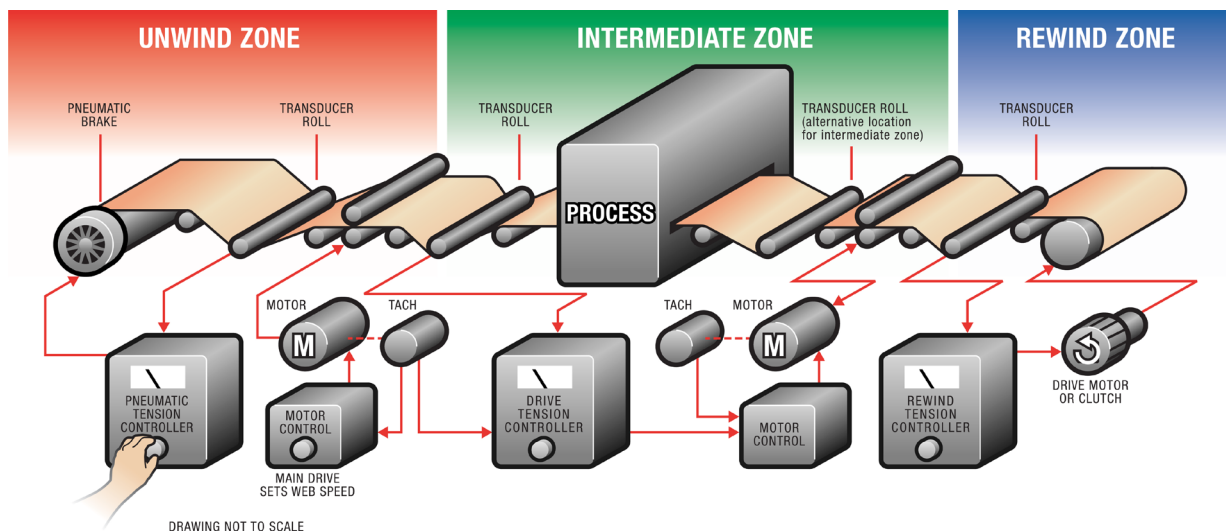 UNWIND ZONE
INTERMEDIATE ZONE
REWIND ZONE
PNEUMATIC
BRAKE
TRANSDUCER
ROLL
TRANSDUCER
ROLL
TRANSDUCER ROLL
(alternative location
for intermediate zone)
TRANSDUCER
ROLL
PROCESS
MOTOR
TACH
TACH
MOTOR
M
M
PNEUMATIC
TENSION
CONTROLLER
MOTOR
CONTROL
MAIN DRIVE
SETS WEB SPEED
DRIVE
TENSION
CONTROLLER
MOTOR
CONTROL
REWIND
TENSION
CONTROLLER
DRIVE MOTOR
OR CLUTCH
DRAWING NOT TO SCALE